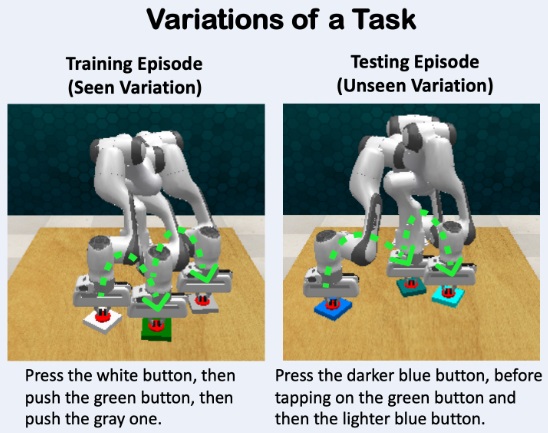 Variations of a Task
Training Episode
(Seen Variation)
Testing Episode
(Unseen Variation)
Press the white button, then
push the green button, then
push the gray one.
Press the darker blue button, before
tapping on the green button and
then the lighter blue button.